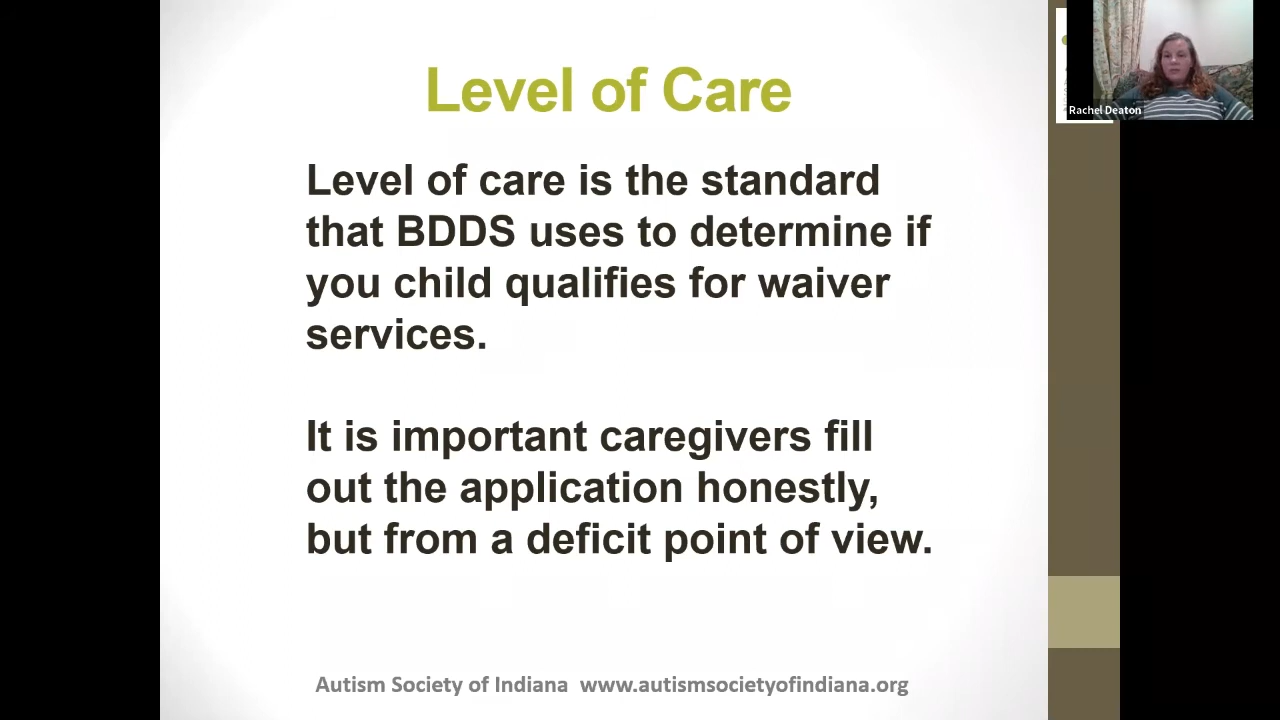 Level of Care
Rachel Deaton
Level of care is the standard
that BDDS uses to determine if
you child qualifies for waiver
services.
It is important caregivers fill
out the application honestly,
but from a deficit point of view.
Autism Society of Indiana www.autismsocietyofindiana.org